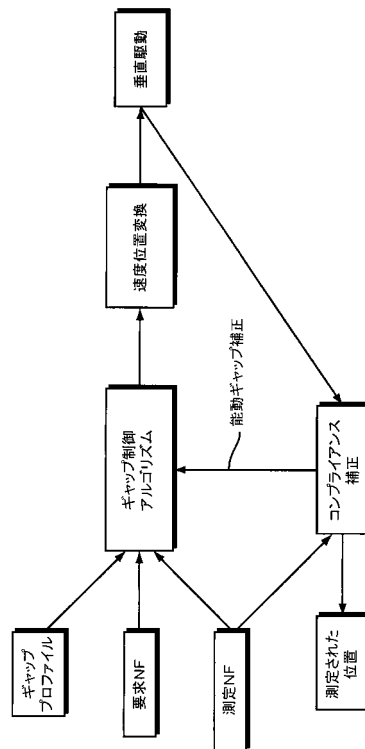 ギャップ
プロファイル
要求NF
測定NF
ギャップ制御
アルゴリズム
速度位置変換
垂直駆動
能動ギャップ補正
コンプライアンス
補正
測定された
位置